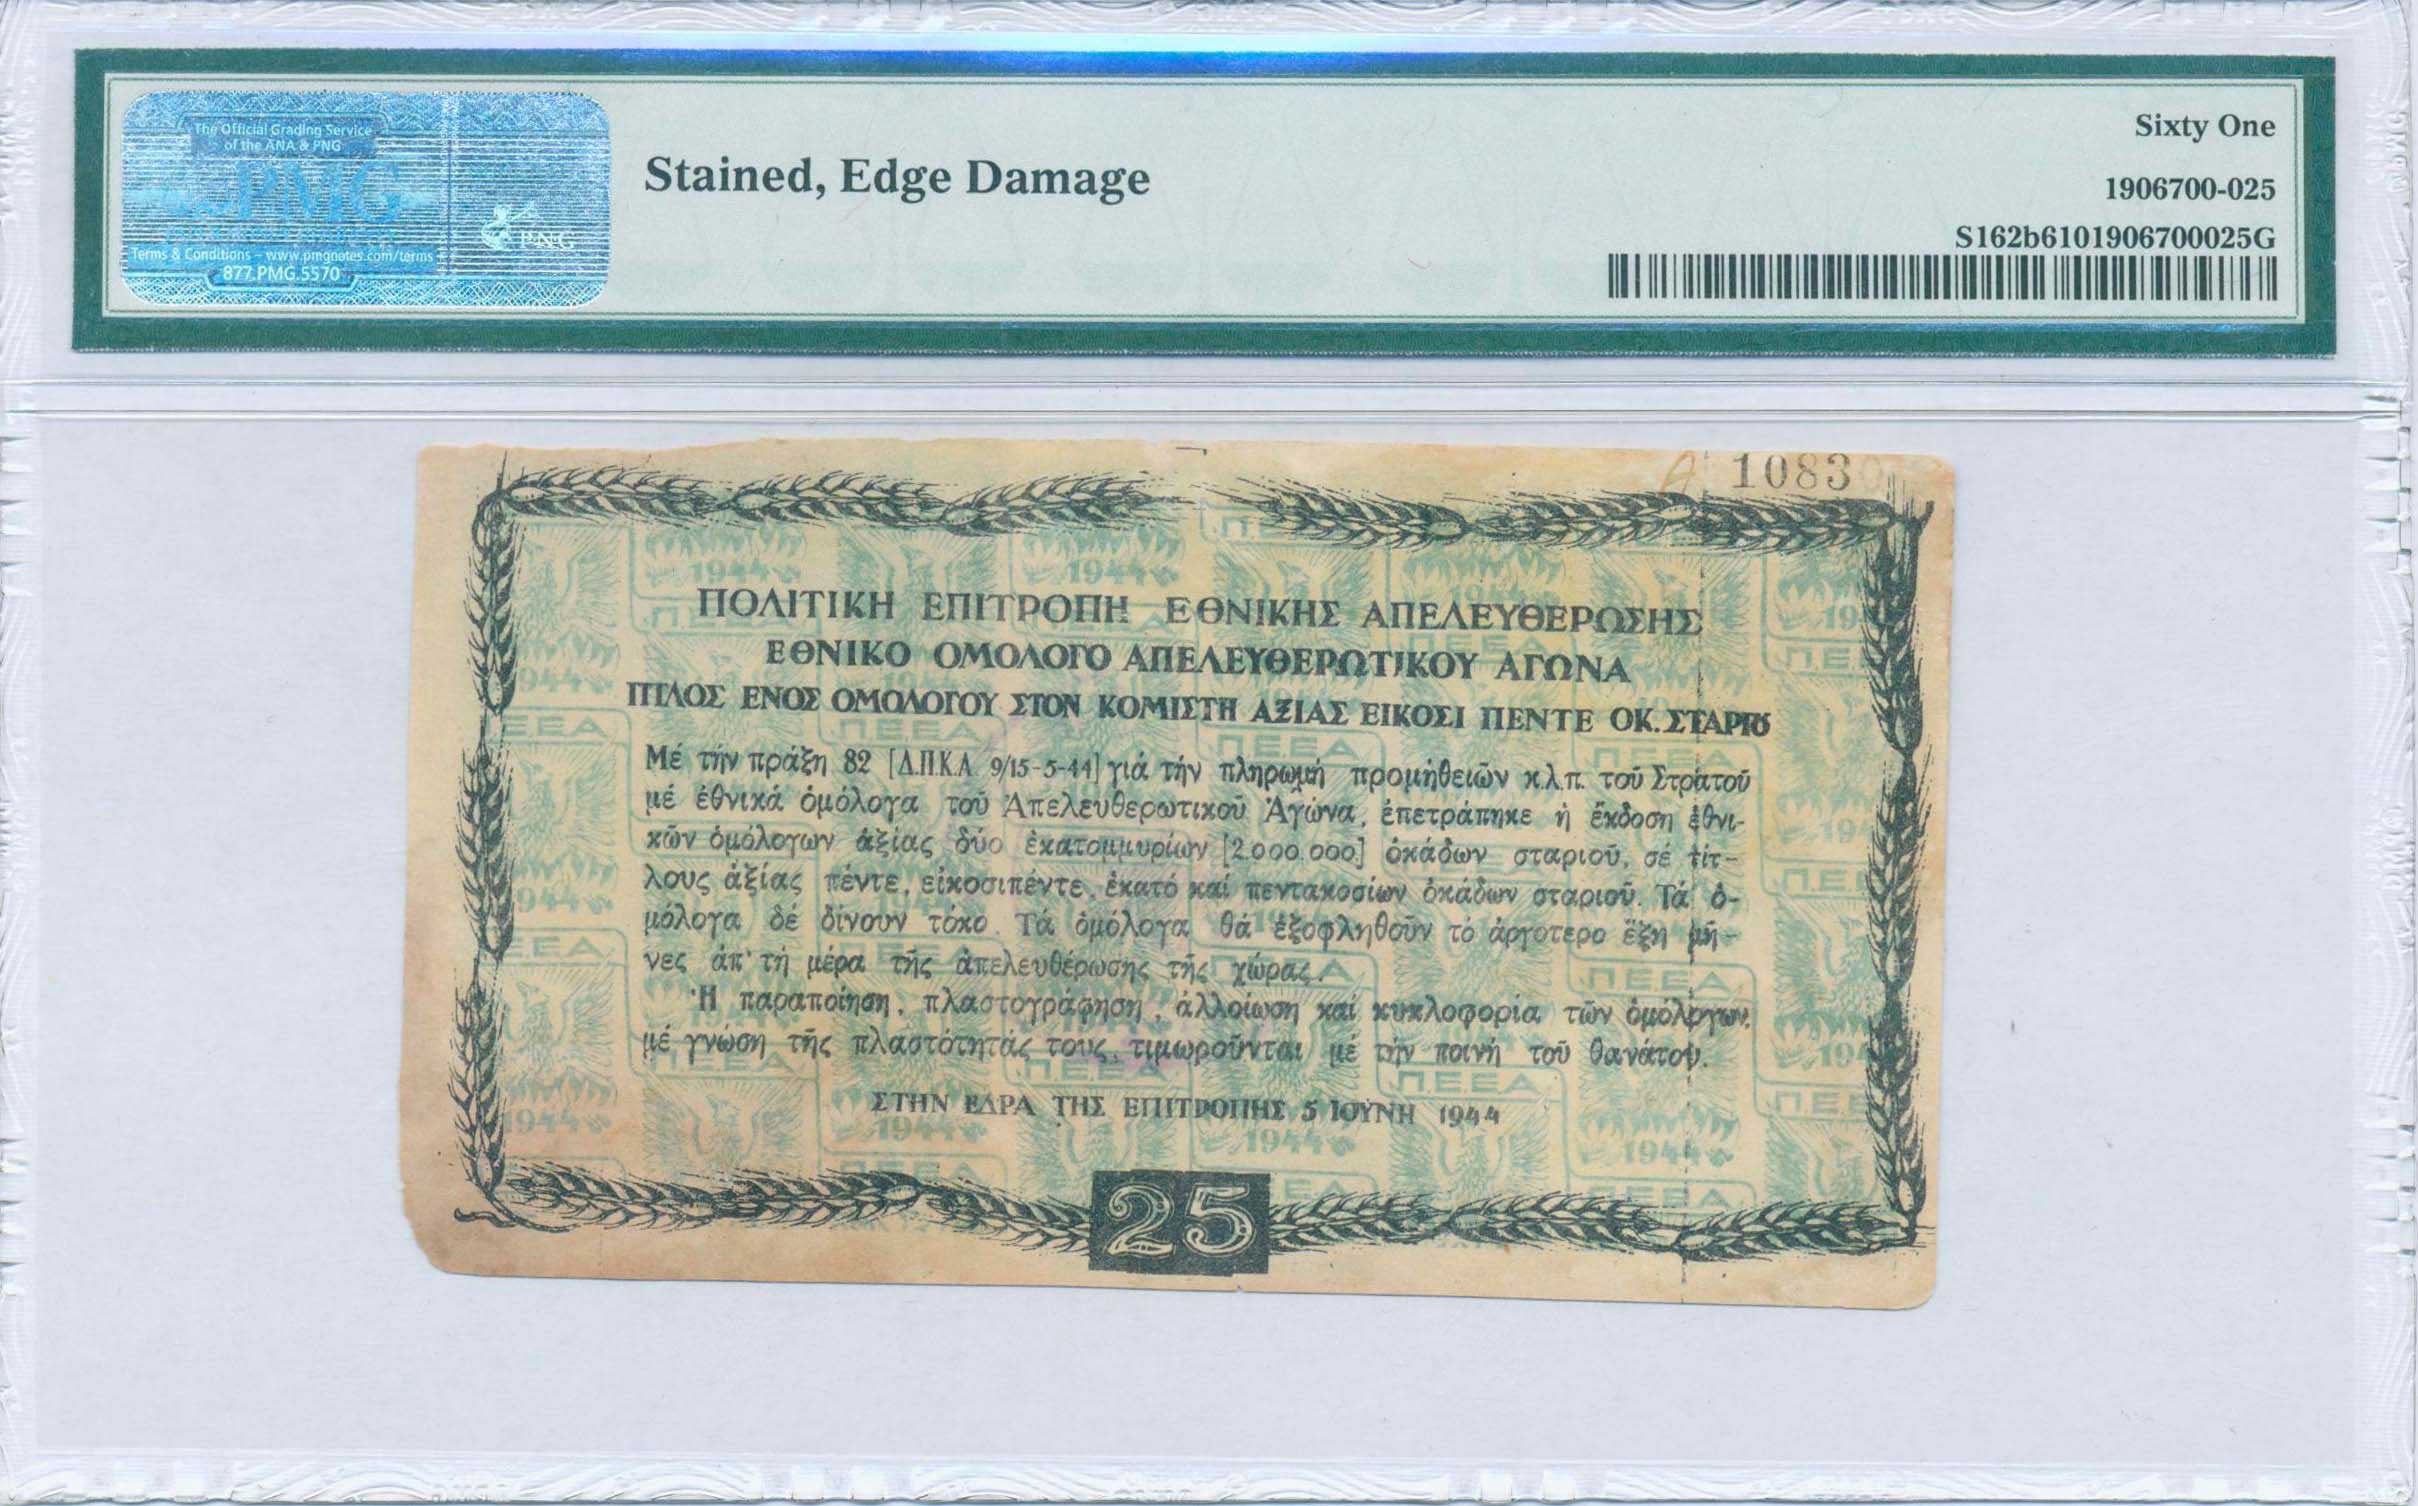 The Official Grading Service
of the ANA & PNG
PMG
PNG
Terms & Conditions – www.pmgnotes.com/terms
877.PMG.5570
Stained, Edge Damage
Sixty One
1906700-025
S162b6101906700025G
A 10830
ΠΟΛΙΤΙΚΗ ΕΠΙΤΡΟΠΗ ΕΘΝΙΚΗΣ ΑΠΕΛΕΥΘΕΡΩΣΗΣ
ΕΘΝΙΚΟ ΟΜΟΛΟΓΟ ΑΠΕΛΕΥΘΕΡΩΤΙΚΟΥ ΑΓΩΝΑ
ΤΙΤΛΟΣ ΕΝΟΣ ΟΜΟΛΟΓΟΥ ΣΤΟΝ ΚΟΜΙΣΤΗ ΑΞΙΑΣ ΕΙΚΟΣΙ ΠΕΝΤΕ ΟΚ. ΣΤΑΡΙΟΥ
Μέ τήν πράξη 82 [Δ.Π.Κ.Α. 9/15-5-44] γιά τήν πληρωμή προμήθειῶν κ.λ.π. τοῦ Στρατοῦ
μέ ἐθνικά ὁμόλογα τοῦ Ἀπελευθερωτικοῦ Ἀγώνα, ἐπετράπηκε ἡ ἔκδοση ἐθνι-
κῶν ὁμόλογων ἀξίας δύο ἑκατομμυρίων [2.000.000] ὀκάδων σταριοῦ, σέ τίτ-
λους ἀξίας πέντε, εἰκοσιπέντε, ἑκατό καί πεντακοσίων ὀκάδων σταριοῦ. Τά ὁ-
μόλογα δέ δίνουν τόκο. Τά ὁμόλογα θά ἐξοφληθοῦν τό ἀργοτερο ἕξη μῆ-
νες ἀπ' τή μέρα τῆς ἀπελευθέρωσης τῆς χώρας.
Ἡ παραποίηση, πλαστογράφηση, ἀλλοίωση καί κυκλοφορία τῶν ὁμόλογων,
μέ γνώση τῆς πλαστότητάς τους, τιμωροῦνται μέ τήν ποινή τοῦ θανάτου.
ΣΤΗΝ ΕΔΡΑ ΤΗΣ ΕΠΙΤΡΟΠΗΣ 5 ΙΟΥΝΗ 1944
25